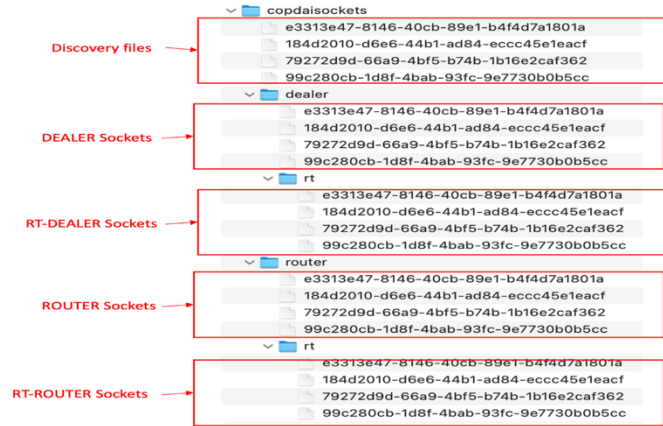 copdaisockets
e3313e47-8146-40cb-89e1-b4f4d7a1801a
184d2010-d6e6-44b1-ad84-eccc45e1eacf
Discovery files
79272d9d-66a9-4bf5-b74b-1b16e2caf362
99c280cb-1d8f-4bab-93fc-9e7730b0b5cc
dealer
e3313e47-8146-40cb-89e1-b4f4d7a1801a
184d2010-d6e6-44b1-ad84-eccc45e1eacf
DEALER Sockets
79272d9d-66a9-4bf5-b74b-1b16e2caf362
99c280cb-1d8f-4bab-93fc-9e7730b0b5cc
rt
e3313e47-8146-40cb-89e1-b4f4d7a1801a
184d2010-d6e6-44b1-ad84-eccc45e1eacf
RT-DEALER Sockets
79272d9d-66a9-4bf5-b74b-1b16e2caf362
99c280cb-1d8f-4bab-93fc-9e7730b0b5cc
router
e3313e47-8146-40cb-89e1-b4f4d7a1801a
184d2010-d6e6-44b1-ad84-eccc45e1eacf
ROUTER Sockets
79272d9d-66a9-4bf5-b74b-1b16e2caf362
99c280cb-1d8f-4bab-93fc-9e7730b0b5cc
rt
e3313e47-8146-40cb-89e1-b4f4d7a1801a
184d2010-d6e6-44b1-ad84-eccc45e1eacf
RT-ROUTER Sockets
79272d9d-66a9-4bf5-b74b-1b16e2caf362
99c280cb-1d8f-4bab-93fc-9e7730b0b5cc